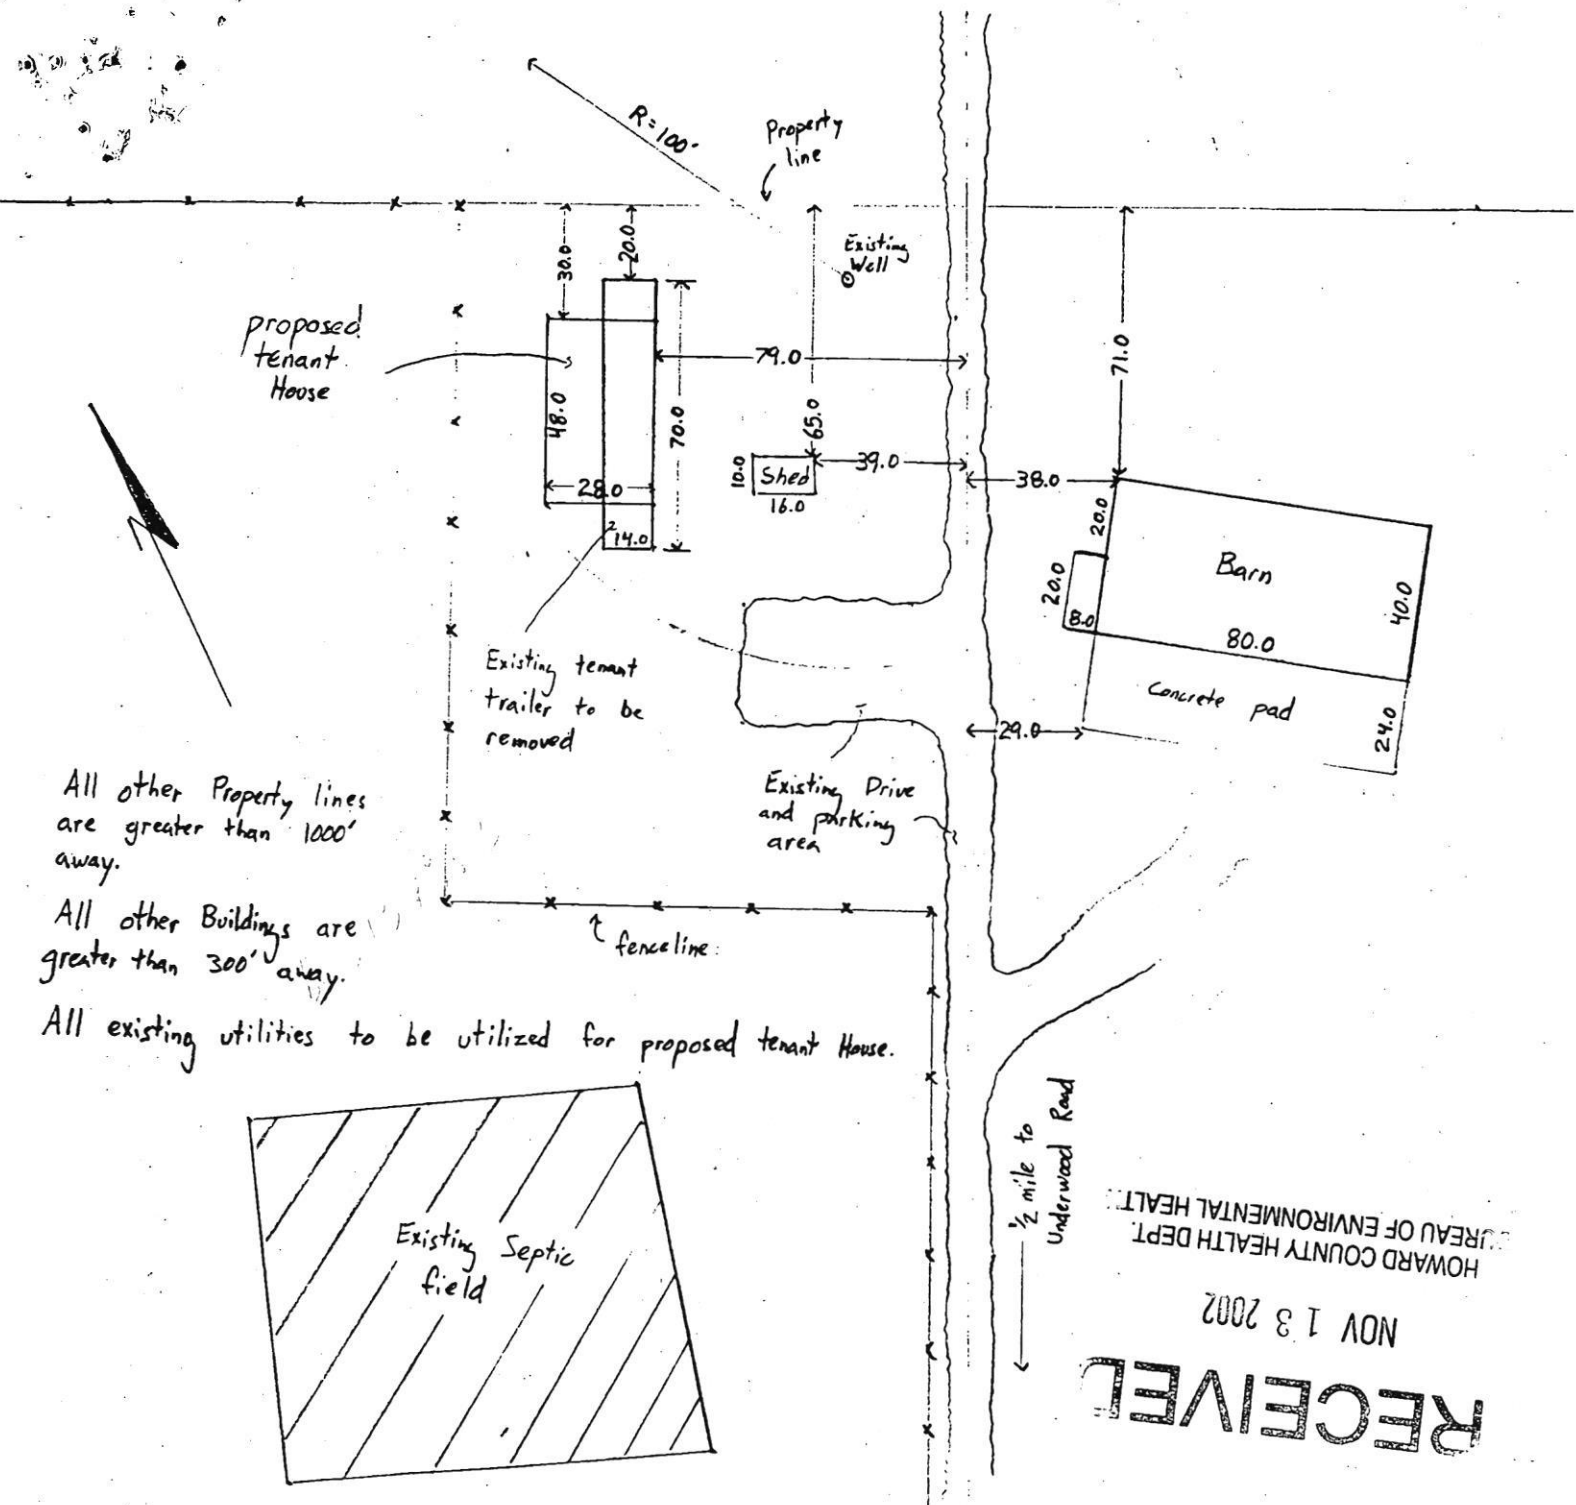 R=100'
Property
line
30.0
20.0
Existing
Well
proposed
tenant
House
79.0
71.0
48.0
70.0
65.0
10.0
Shed
16.0
39.0
38.0
28.0
14.0
20.0
Barn
20.0
8.0
40.0
80.0
Existing tenant
trailer to be
removed
Concrete pad
29.0
24.0
Existing Drive
and parking
area
All other Property lines
are greater than 1000'
away.
All other Buildings are
greater than 300' away.
fenceline
All existing utilities to be utilized for proposed tenant House.
1/2 mile to
Underwood Road
Existing Septic
field
RECEIVED
NOV 13 2002
HOWARD COUNTY HEALTH DEPT.
BUREAU OF ENVIRONMENTAL HEALT